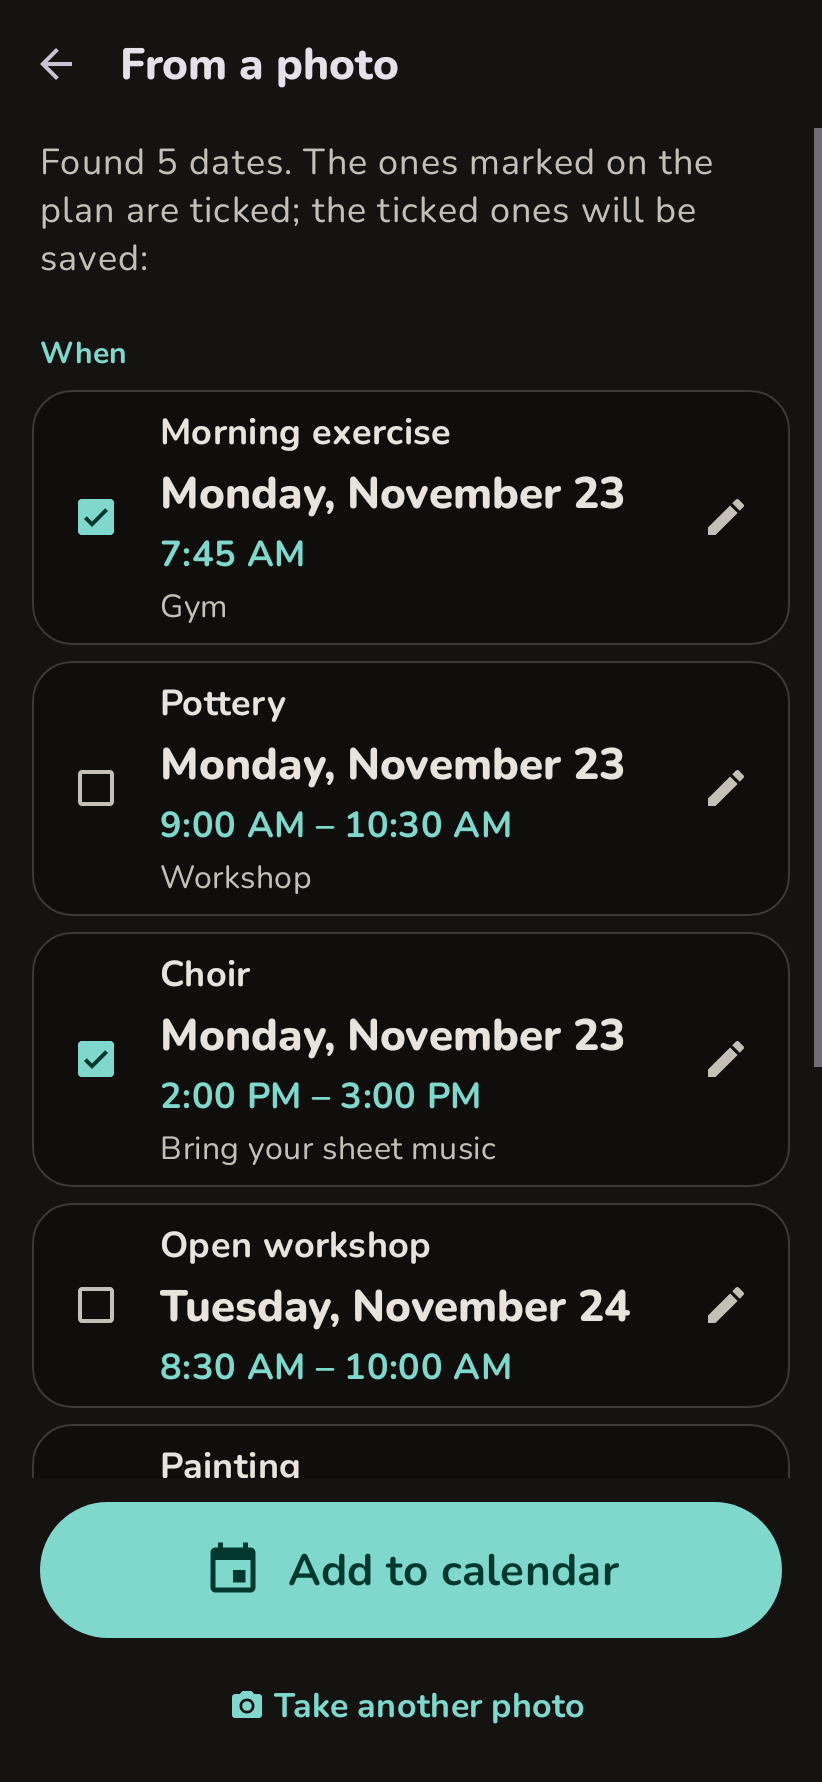 From a photo
Found 5 dates. The ones marked on the
plan are ticked; the ticked ones will be
saved:
When
Morning exercise
Monday, November 23
7:45 AM
Gym
Pottery
Monday, November 23
9:00 AM – 10:30 AM
Workshop
Choir
Monday, November 23
2:00 PM – 3:00 PM
Bring your sheet music
Open workshop
Tuesday, November 24
8:30 AM – 10:00 AM
Painting
Add to calendar
Take another photo